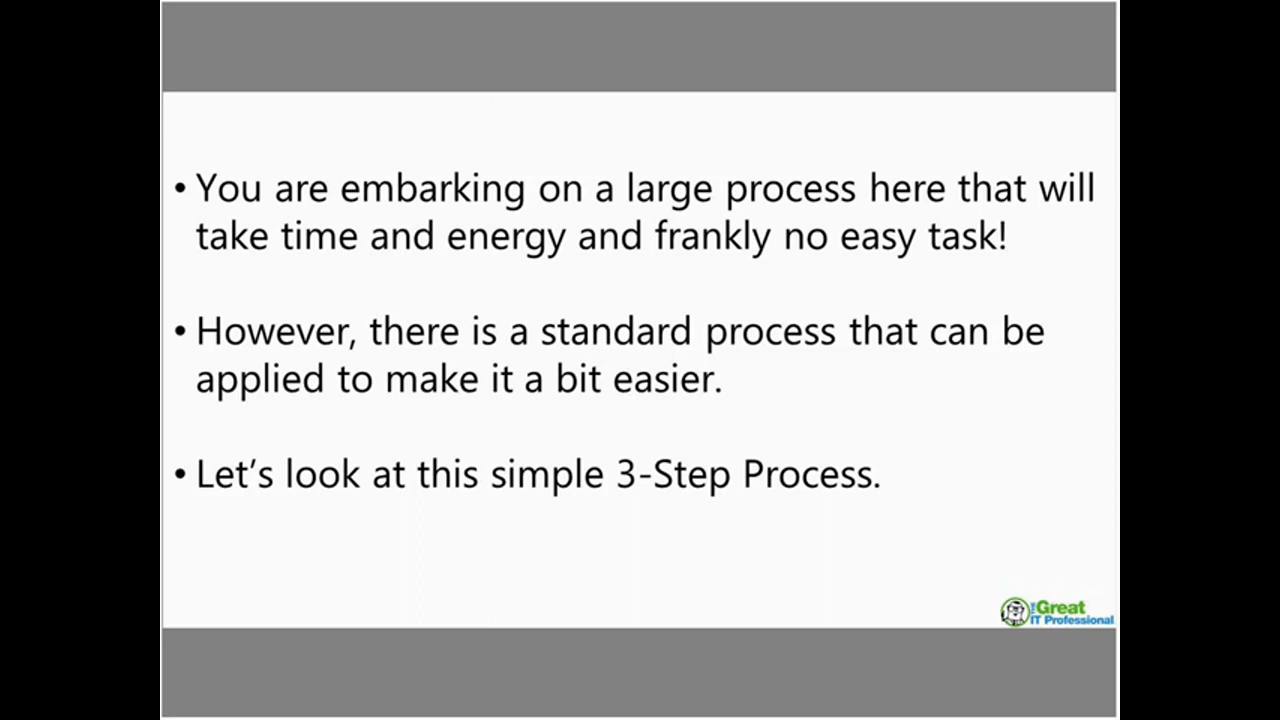 • You are embarking on a large process here that will
take time and energy and frankly no easy task!
• However, there is a standard process that can be
applied to make it a bit easier.
• Let’s look at this simple 3-Step Process.
THE Great
IT Professional